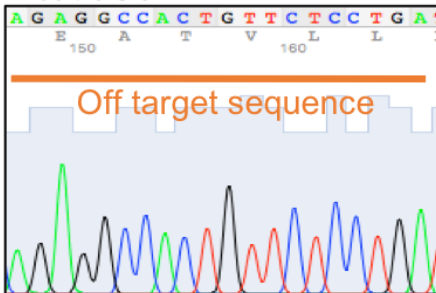 AGAGGCCACTGTTCTCCTGA
E A T V L L
150 160
Off target sequence